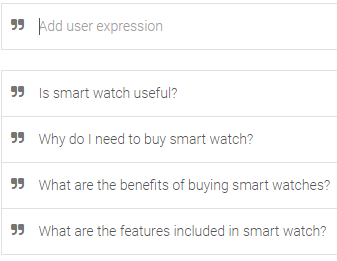 Add user expression
Is smart watch useful?
Why do I need to buy smart watch?
What are the benefits of buying smart watches?
What are the features included in smart watch?